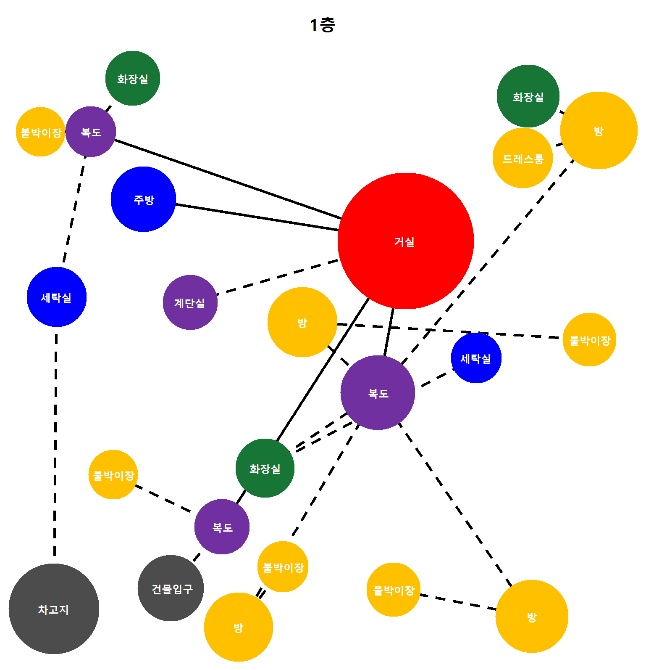 1층
화장실
화장실
붙박이장
복도
방
드레스룸
주방
거실
세탁실
계단실
방
붙박이장
세탁실
복도
화장실
붙박이장
복도
붙박이장
건물입구
붙박이장
차고지
방
방